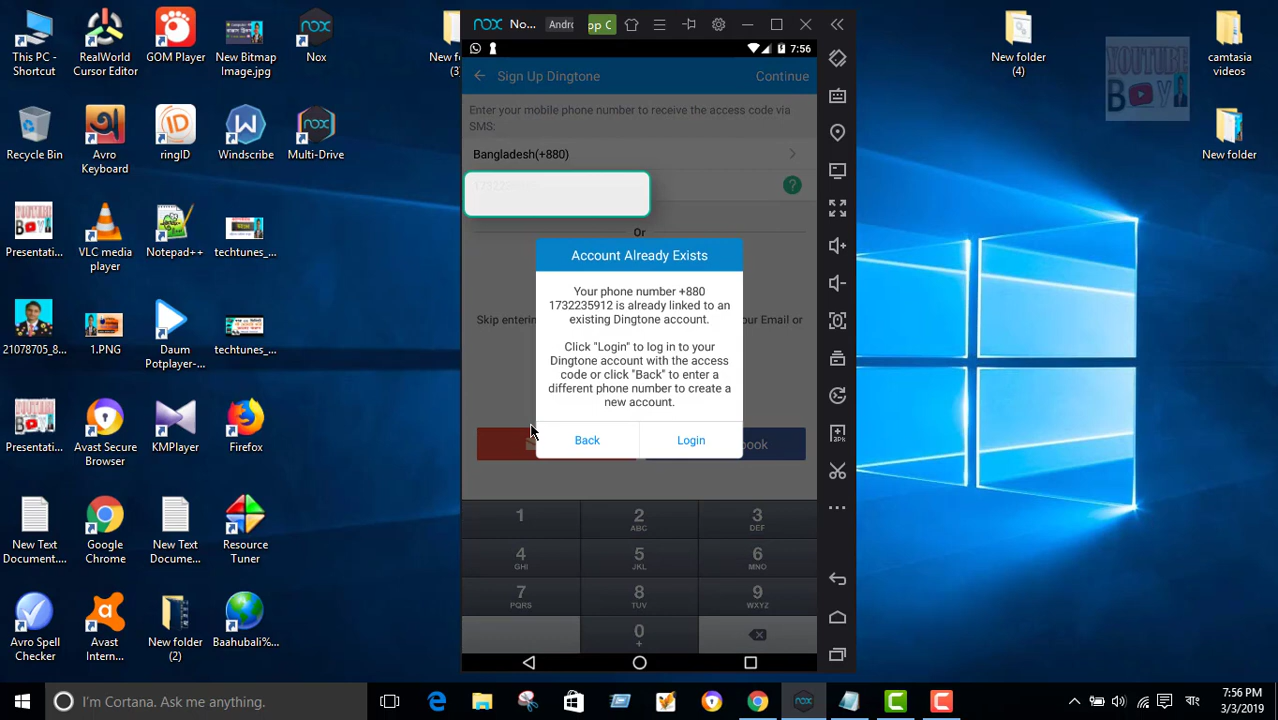 This PC - Shortcut
RealWorld Cursor Editor
GOM Player
New Bitmap Image.jpg
Nox
Recycle Bin
Avro Keyboard
ringID
Windscribe
Multi-Drive
Presentati...
VLC media player
Notepad++
techtunes_...
21078705_8...
1.PNG
Daum Potplayer-...
techtunes_...
Presentati...
Avast Secure Browser
KMPlayer
Firefox
New Text Document....
Google Chrome
New Text Docume...
Resource Tuner
Avro Spell Checker
Avast Intern...
New folder (2)
Baahubali%...
nox
No...
Andro
op C
7:56
Sign Up Dingtone
Continue
Enter your mobile phone number to receive the access code via
SMS:
Bangladesh(+880)
?
Or
Account Already Exists
Your phone number +880
1732235912 is already linked to an
existing Dingtone account.
Click "Login" to log in to your
Dingtone account with the access
code or click "Back" to enter a
different phone number to create a
new account.
Back
Login
1
2 ABC
3 DEF
4 GHI
5 JKL
6 MNO
7 PQRS
8 TUV
9 WXYZ
0 +
New folder (4)
YOUTUBE
BOY
camtasia videos
New folder
I'm Cortana. Ask me anything.
বাং
7:56 PM
3/3/2019